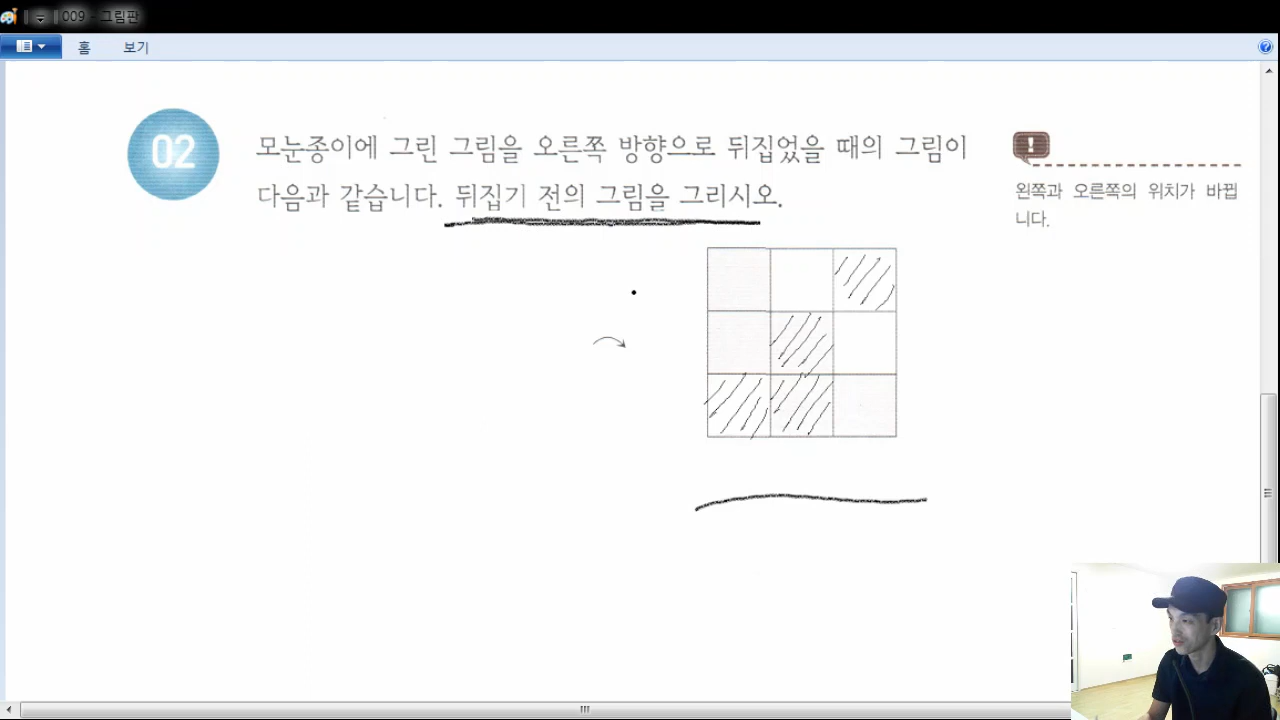 009 - 그림판
홈 보기
02
모눈종이에 그린 그림을 오른쪽 방향으로 뒤집었을 때의 그림이
다음과 같습니다. 뒤집기 전의 그림을 그리시오.
!
왼쪽과 오른쪽의 위치가 바뀝
니다.